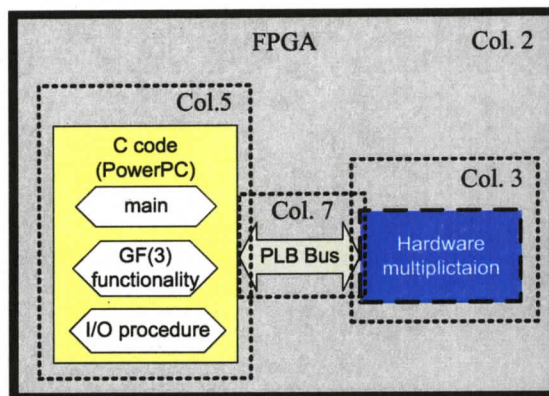 FPGA
Col. 2
Col.5
C code
(PowerPC)
main
GF(3)
functionality
I/O procedure
Col. 7
PLB Bus
Col. 3
Hardware
multiplictaion